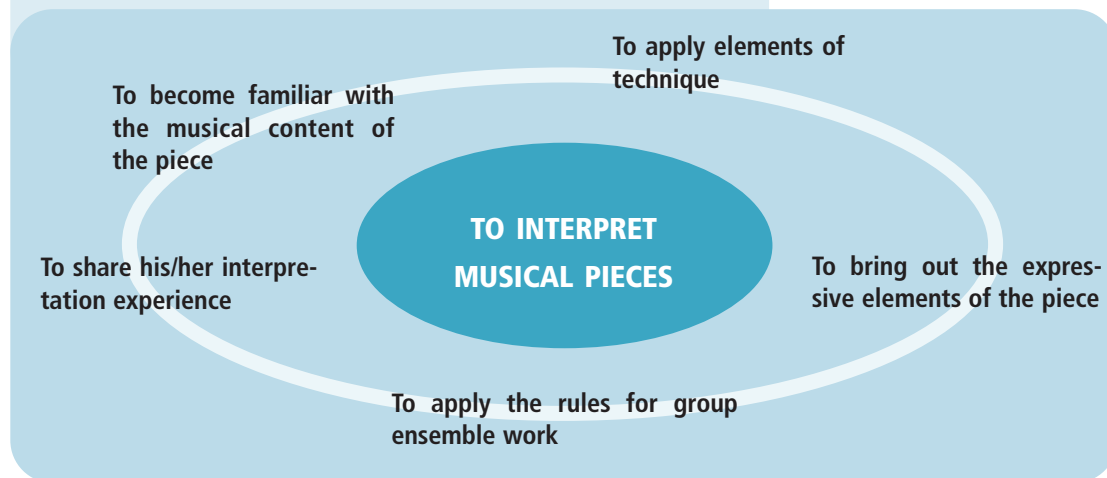 To apply elements of
technique
To become familiar with
the musical content of
the piece
TO INTERPRET
MUSICAL PIECES
To share his/her interpre-
tation experience
To bring out the expres-
sive elements of the piece
To apply the rules for group
ensemble work